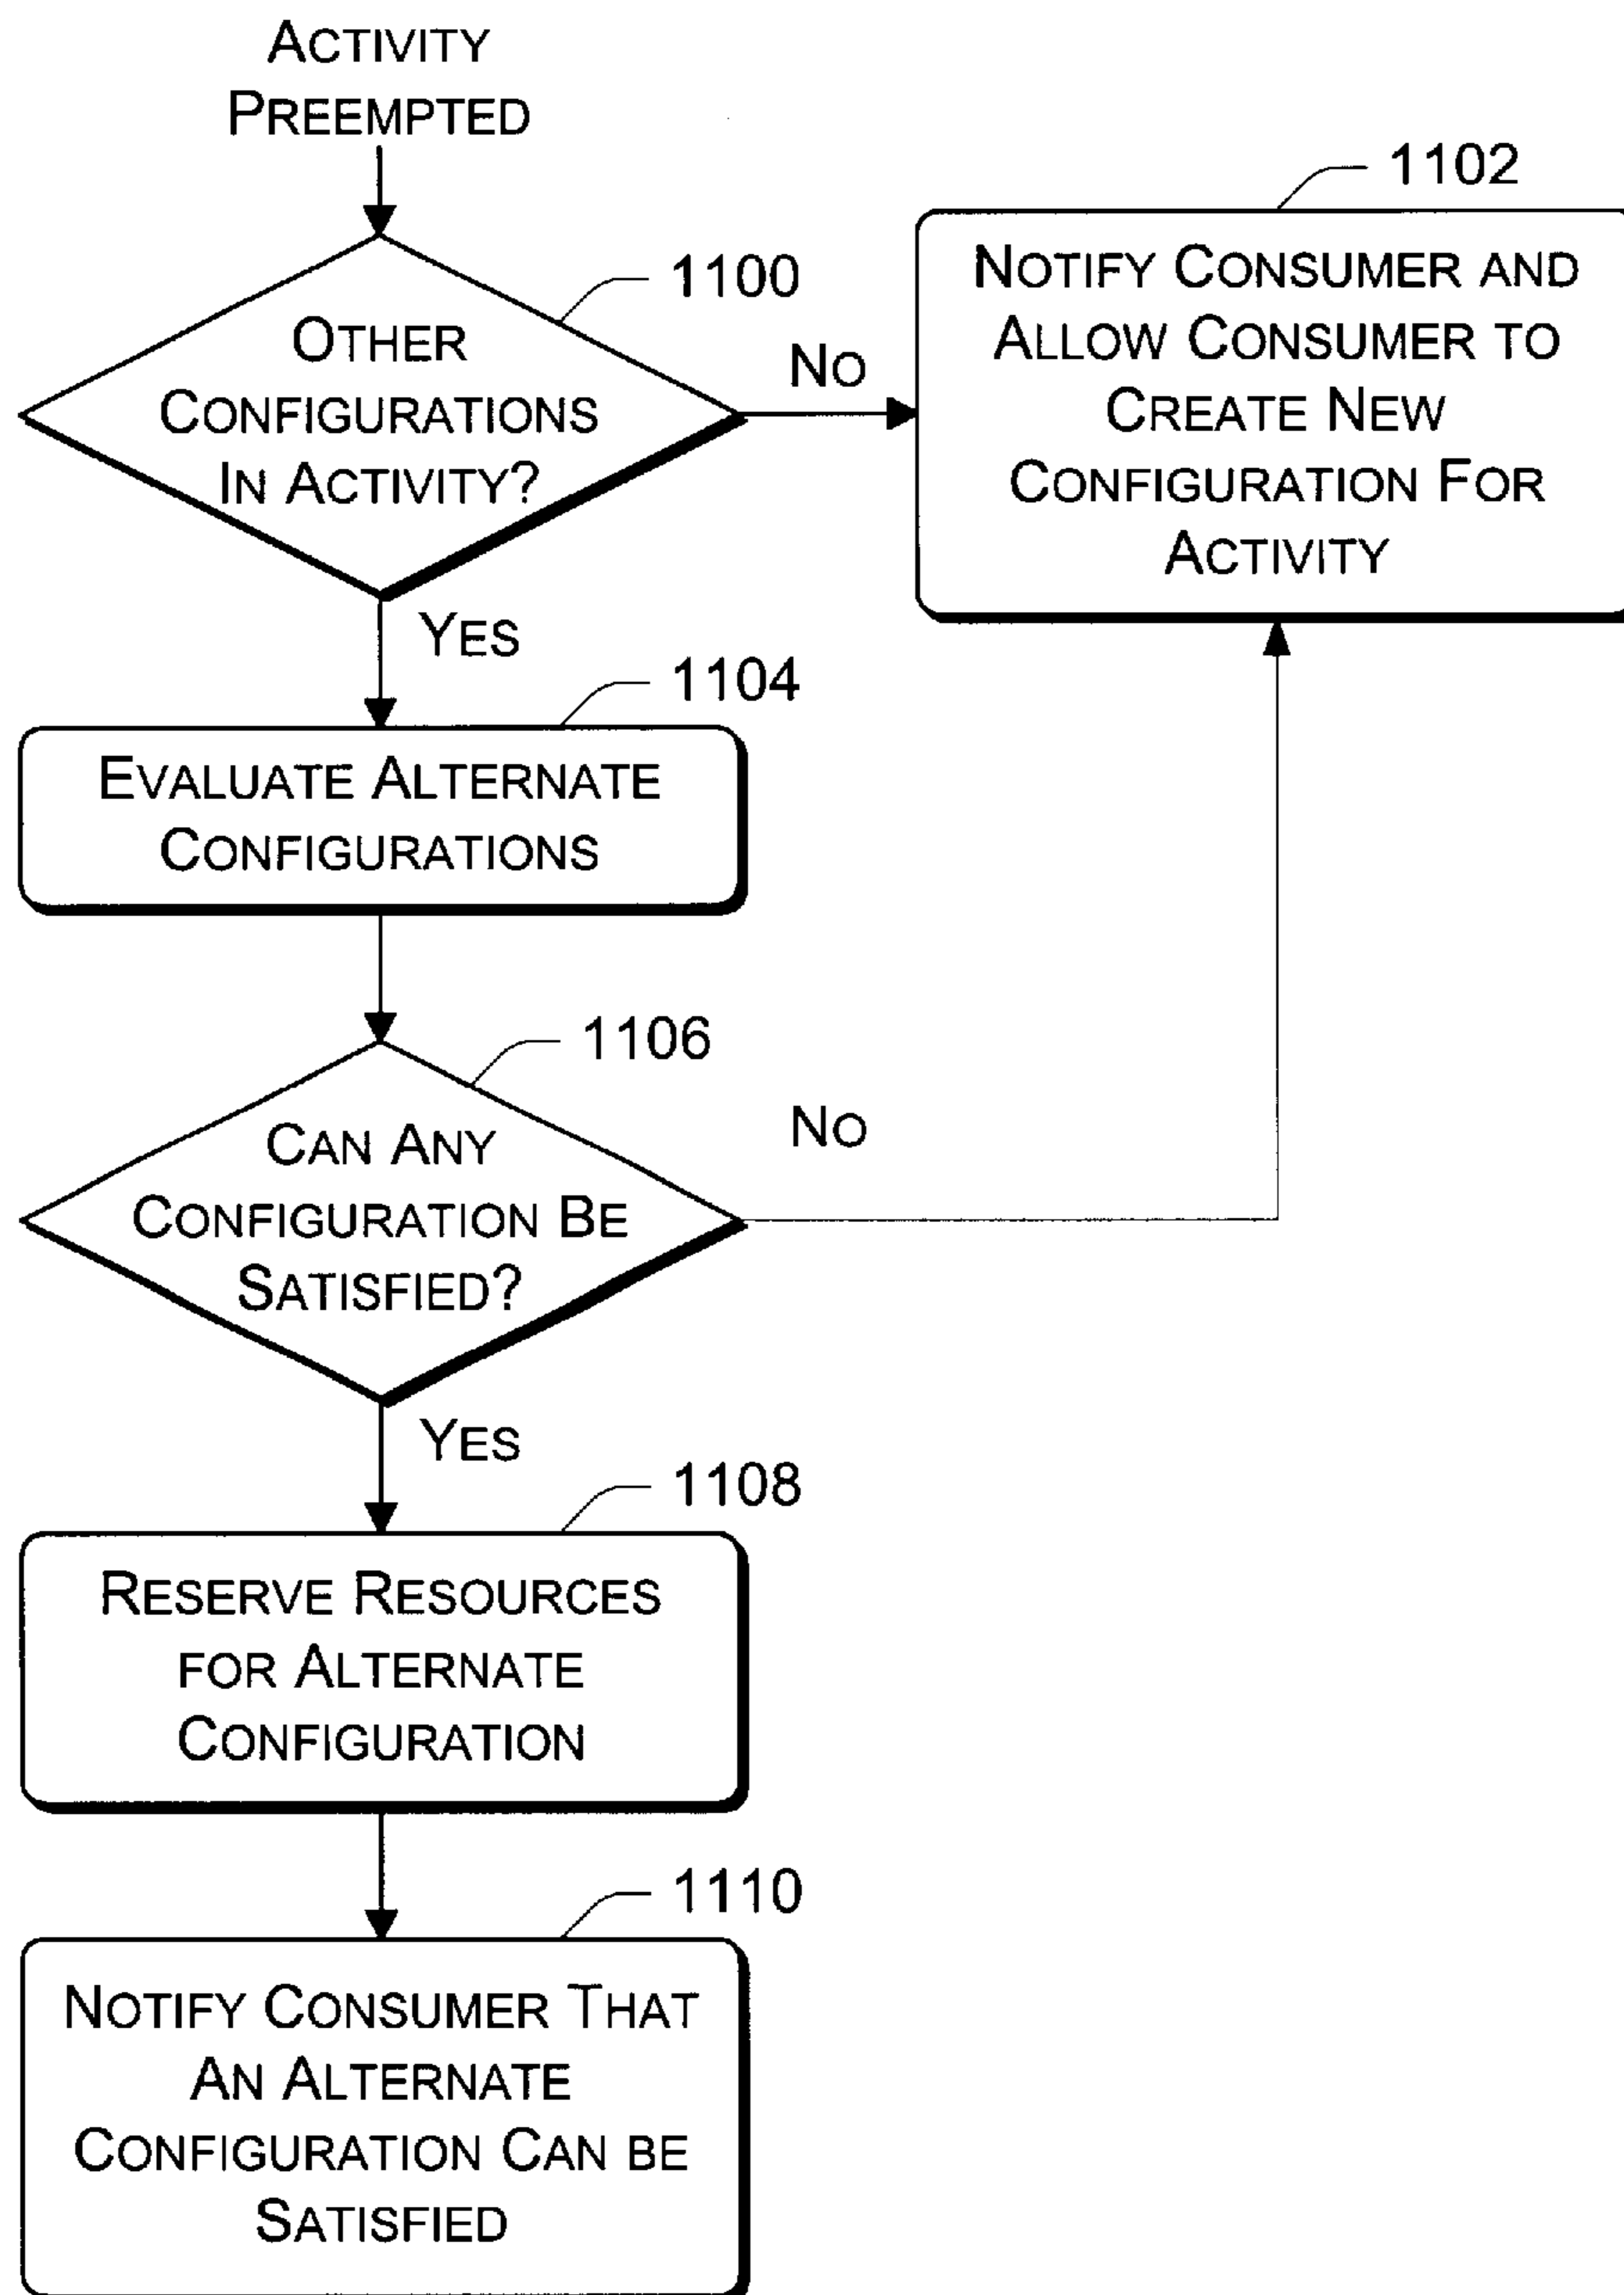 ACTIVITY
PREEMPTED
1100
OTHER
CONFIGURATIONS
IN ACTIVITY?
NO
1102
NOTIFY CONSUMER AND
ALLOW CONSUMER TO
CREATE NEW
CONFIGURATION FOR
ACTIVITY
YES
1104
EVALUATE ALTERNATE
CONFIGURATIONS
1106
CAN ANY
CONFIGURATION BE
SATISFIED?
NO
YES
1108
RESERVE RESOURCES
FOR ALTERNATE
CONFIGURATION
1110
NOTIFY CONSUMER THAT
AN ALTERNATE
CONFIGURATION CAN BE
SATISFIED